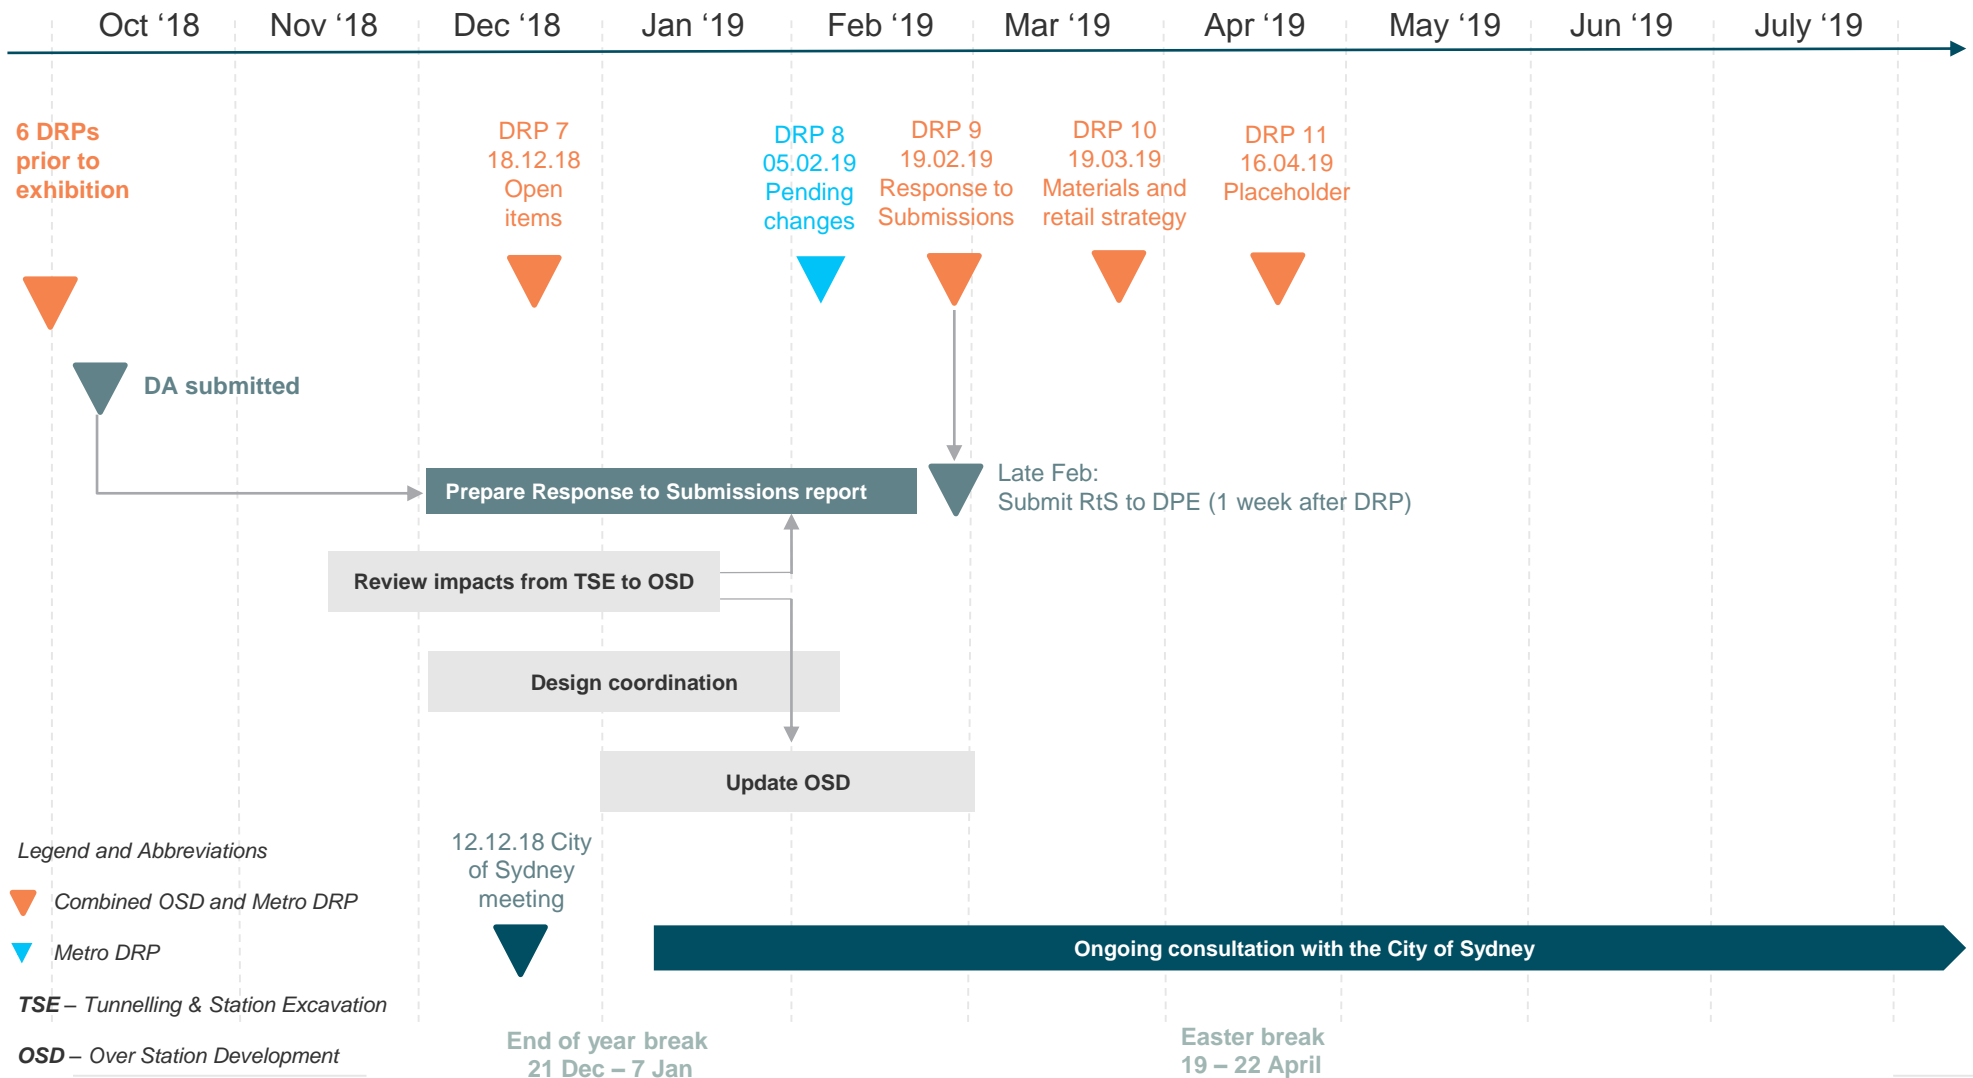 Oct ‘18
Nov ‘18
Dec ‘18
Jan ‘19
Feb ‘19
Mar ‘19
Apr ‘19
May ‘19
Jun ‘19
July ‘19
6 DRPs
prior to
exhibition
DRP 7
18.12.18
Open
items
DRP 8
05.02.19
Pending
changes
DRP 9
19.02.19
Response to
Submissions
DRP 10
19.03.19
Materials and
retail strategy
DRP 11
16.04.19
Placeholder
DA submitted
Prepare Response to Submissions report
Late Feb:
Submit RtS to DPE (1 week after DRP)
Review impacts from TSE to OSD
Design coordination
Update OSD
12.12.18 City
of Sydney
meeting
Ongoing consultation with the City of Sydney
Legend and Abbreviations
Combined OSD and Metro DRP
Metro DRP
TSE – Tunnelling & Station Excavation
OSD – Over Station Development
End of year break
21 Dec – 7 Jan
Easter break
19 – 22 April